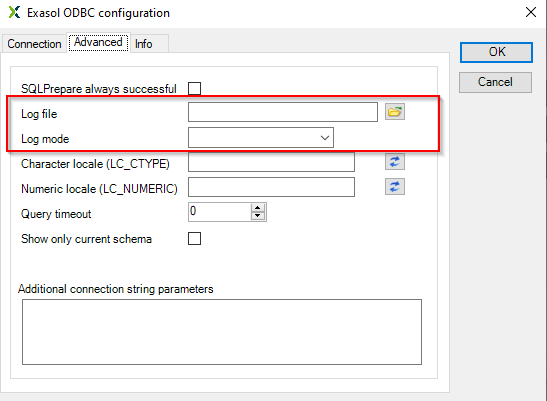 Exasol ODBC configuration
Connection Advanced Info
OK
Cancel
SQLPrepare always successful
Log file
Log mode
Character locale (LC_CTYPE)
Numeric locale (LC_NUMERIC)
Query timeout 0
Show only current schema
Additional connection string parameters